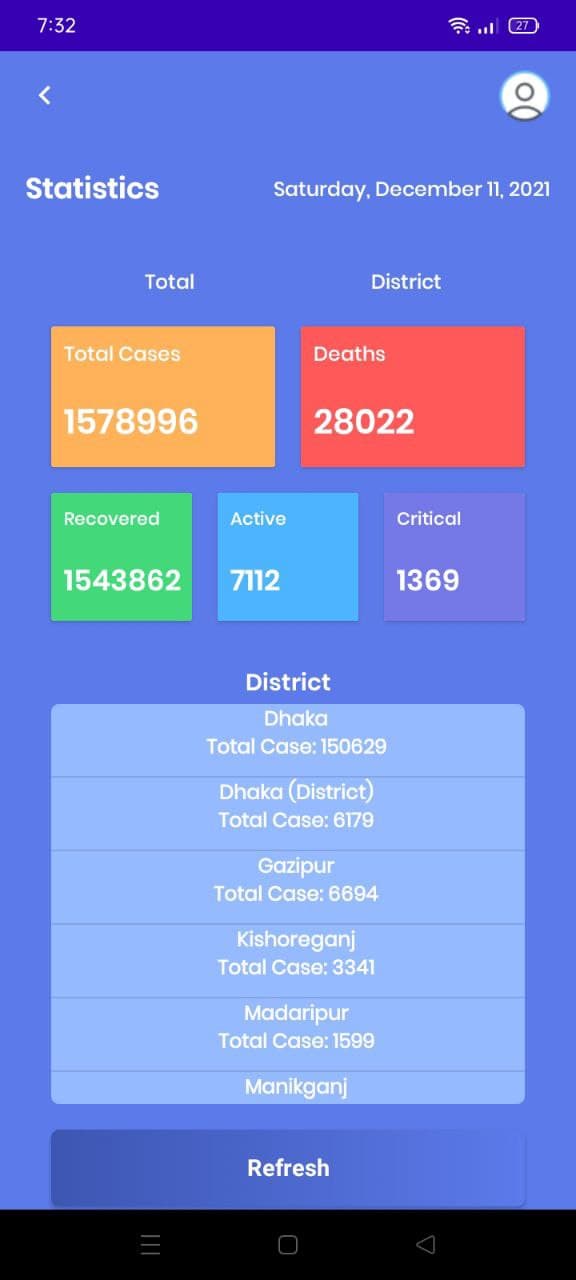 7:32
27
Statistics
Saturday, December 11, 2021
Total District
Total Cases
1578996
Deaths
28022
Recovered
1543862
Active
7112
Critical
1369
District
Dhaka
Total Case: 150629
Dhaka (District)
Total Case: 6179
Gazipur
Total Case: 6694
Kishoreganj
Total Case: 3341
Madaripur
Total Case: 1599
Manikganj
Refresh